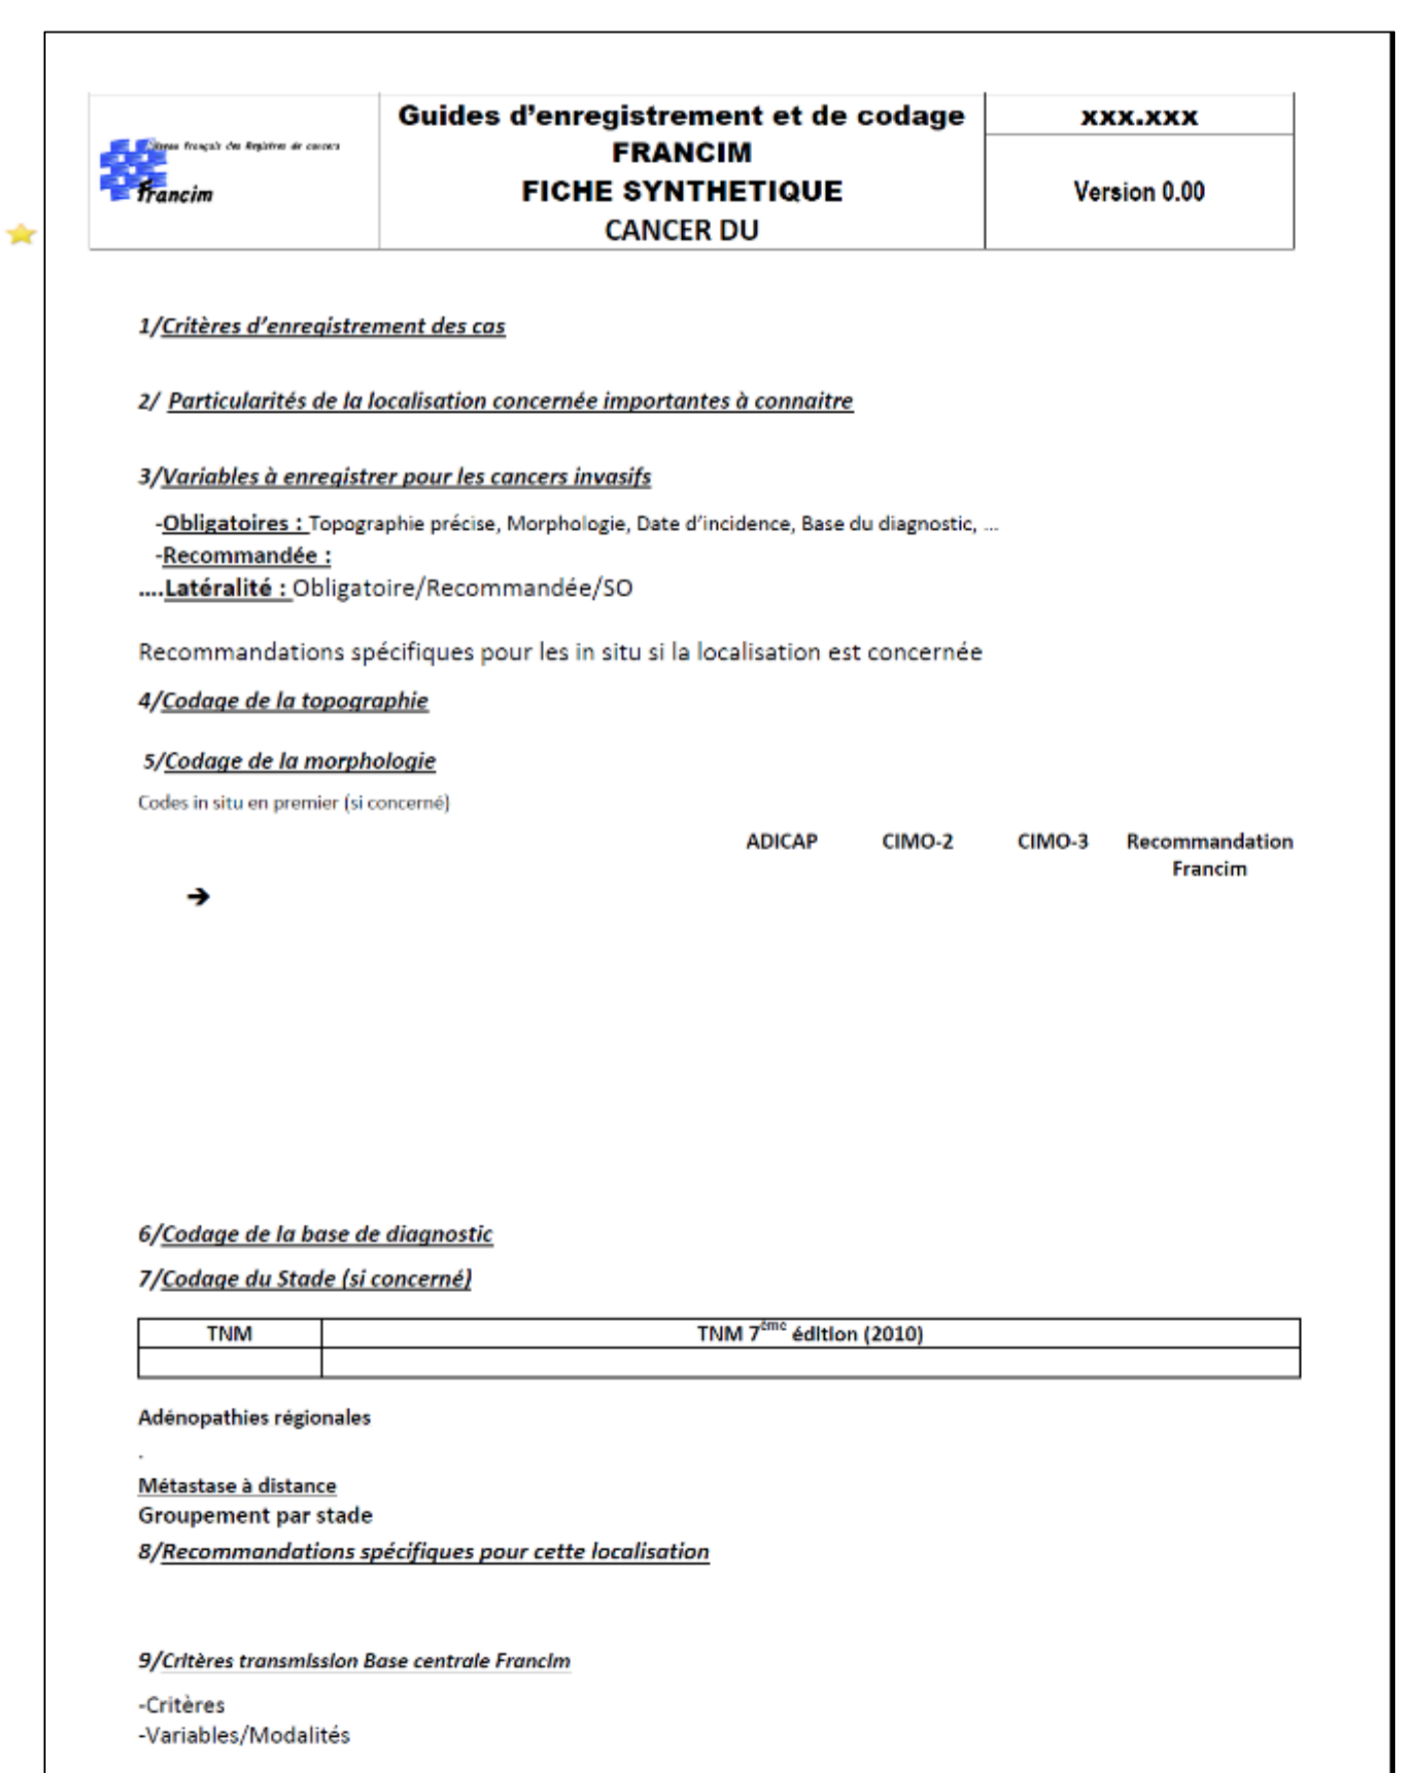 Réseau français des Registres de cancers
Francim
Guides d'enregistrement et de codage
FRANCIM
FICHE SYNTHETIQUE
CANCER DU
xxx.xxx
Version 0.00
1/Critères d'enregistrement des cas
2/ Particularités de la localisation concernée importantes à connaitre
3/Variables à enregistrer pour les cancers invasifs
-Obligatoires : Topographie précise, Morphologie, Date d'incidence, Base du diagnostic, ...
-Recommandée :
....Latéralité : Obligatoire/Recommandée/SO
Recommandations spécifiques pour les in situ si la localisation est concernée
4/Codage de la topographie
5/Codage de la morphologie
Codes in situ en premier (si concerné)
ADICAP CIMO-2 CIMO-3 Recommandation
Francim
➔
6/Codage de la base de diagnostic
7/Codage du Stade (si concerné)
TNM TNM 7ème édition (2010)
Adénopathies régionales
.
Métastase à distance
Groupement par stade
8/Recommandations spécifiques pour cette localisation
9/Critères transmission Base centrale Francim
-Critères
-Variables/Modalités